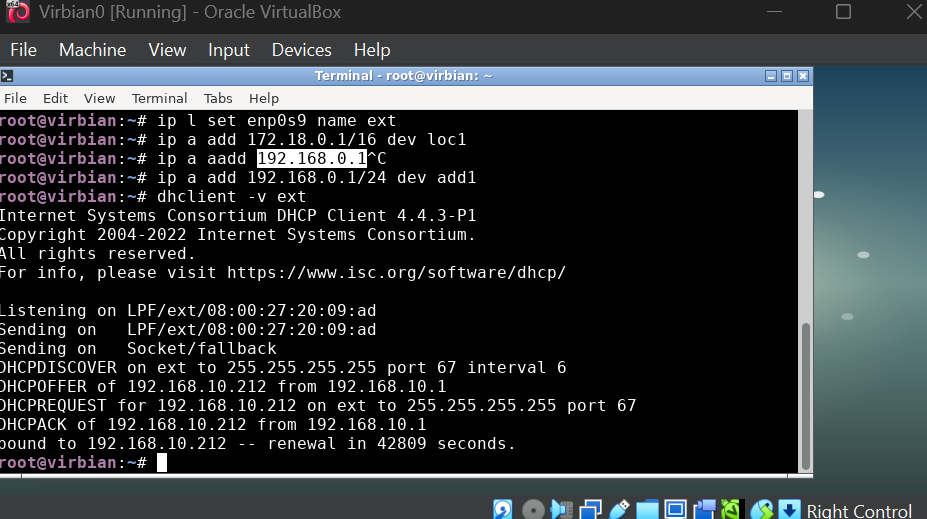 Virbian0 [Running] - Oracle VirtualBox
File Machine View Input Devices Help
Terminal - root@virbian: ~
File Edit View Terminal Tabs Help
root@virbian:~# ip l set enp0s9 name ext
root@virbian:~# ip a add 172.18.0.1/16 dev loc1
root@virbian:~# ip a aadd 192.168.0.1^C
root@virbian:~# ip a add 192.168.0.1/24 dev add1
root@virbian:~# dhclient -v ext
Internet Systems Consortium DHCP Client 4.4.3-P1
Copyright 2004-2022 Internet Systems Consortium.
All rights reserved.
For info, please visit https://www.isc.org/software/dhcp/
Listening on LPF/ext/08:00:27:20:09:ad
Sending on   LPF/ext/08:00:27:20:09:ad
Sending on   Socket/fallback
DHCPDISCOVER on ext to 255.255.255.255 port 67 interval 6
DHCPOFFER of 192.168.10.212 from 192.168.10.1
DHCPREQUEST for 192.168.10.212 on ext to 255.255.255.255 port 67
DHCPACK of 192.168.10.212 from 192.168.10.1
bound to 192.168.10.212 -- renewal in 42809 seconds.
root@virbian:~#
Right Control